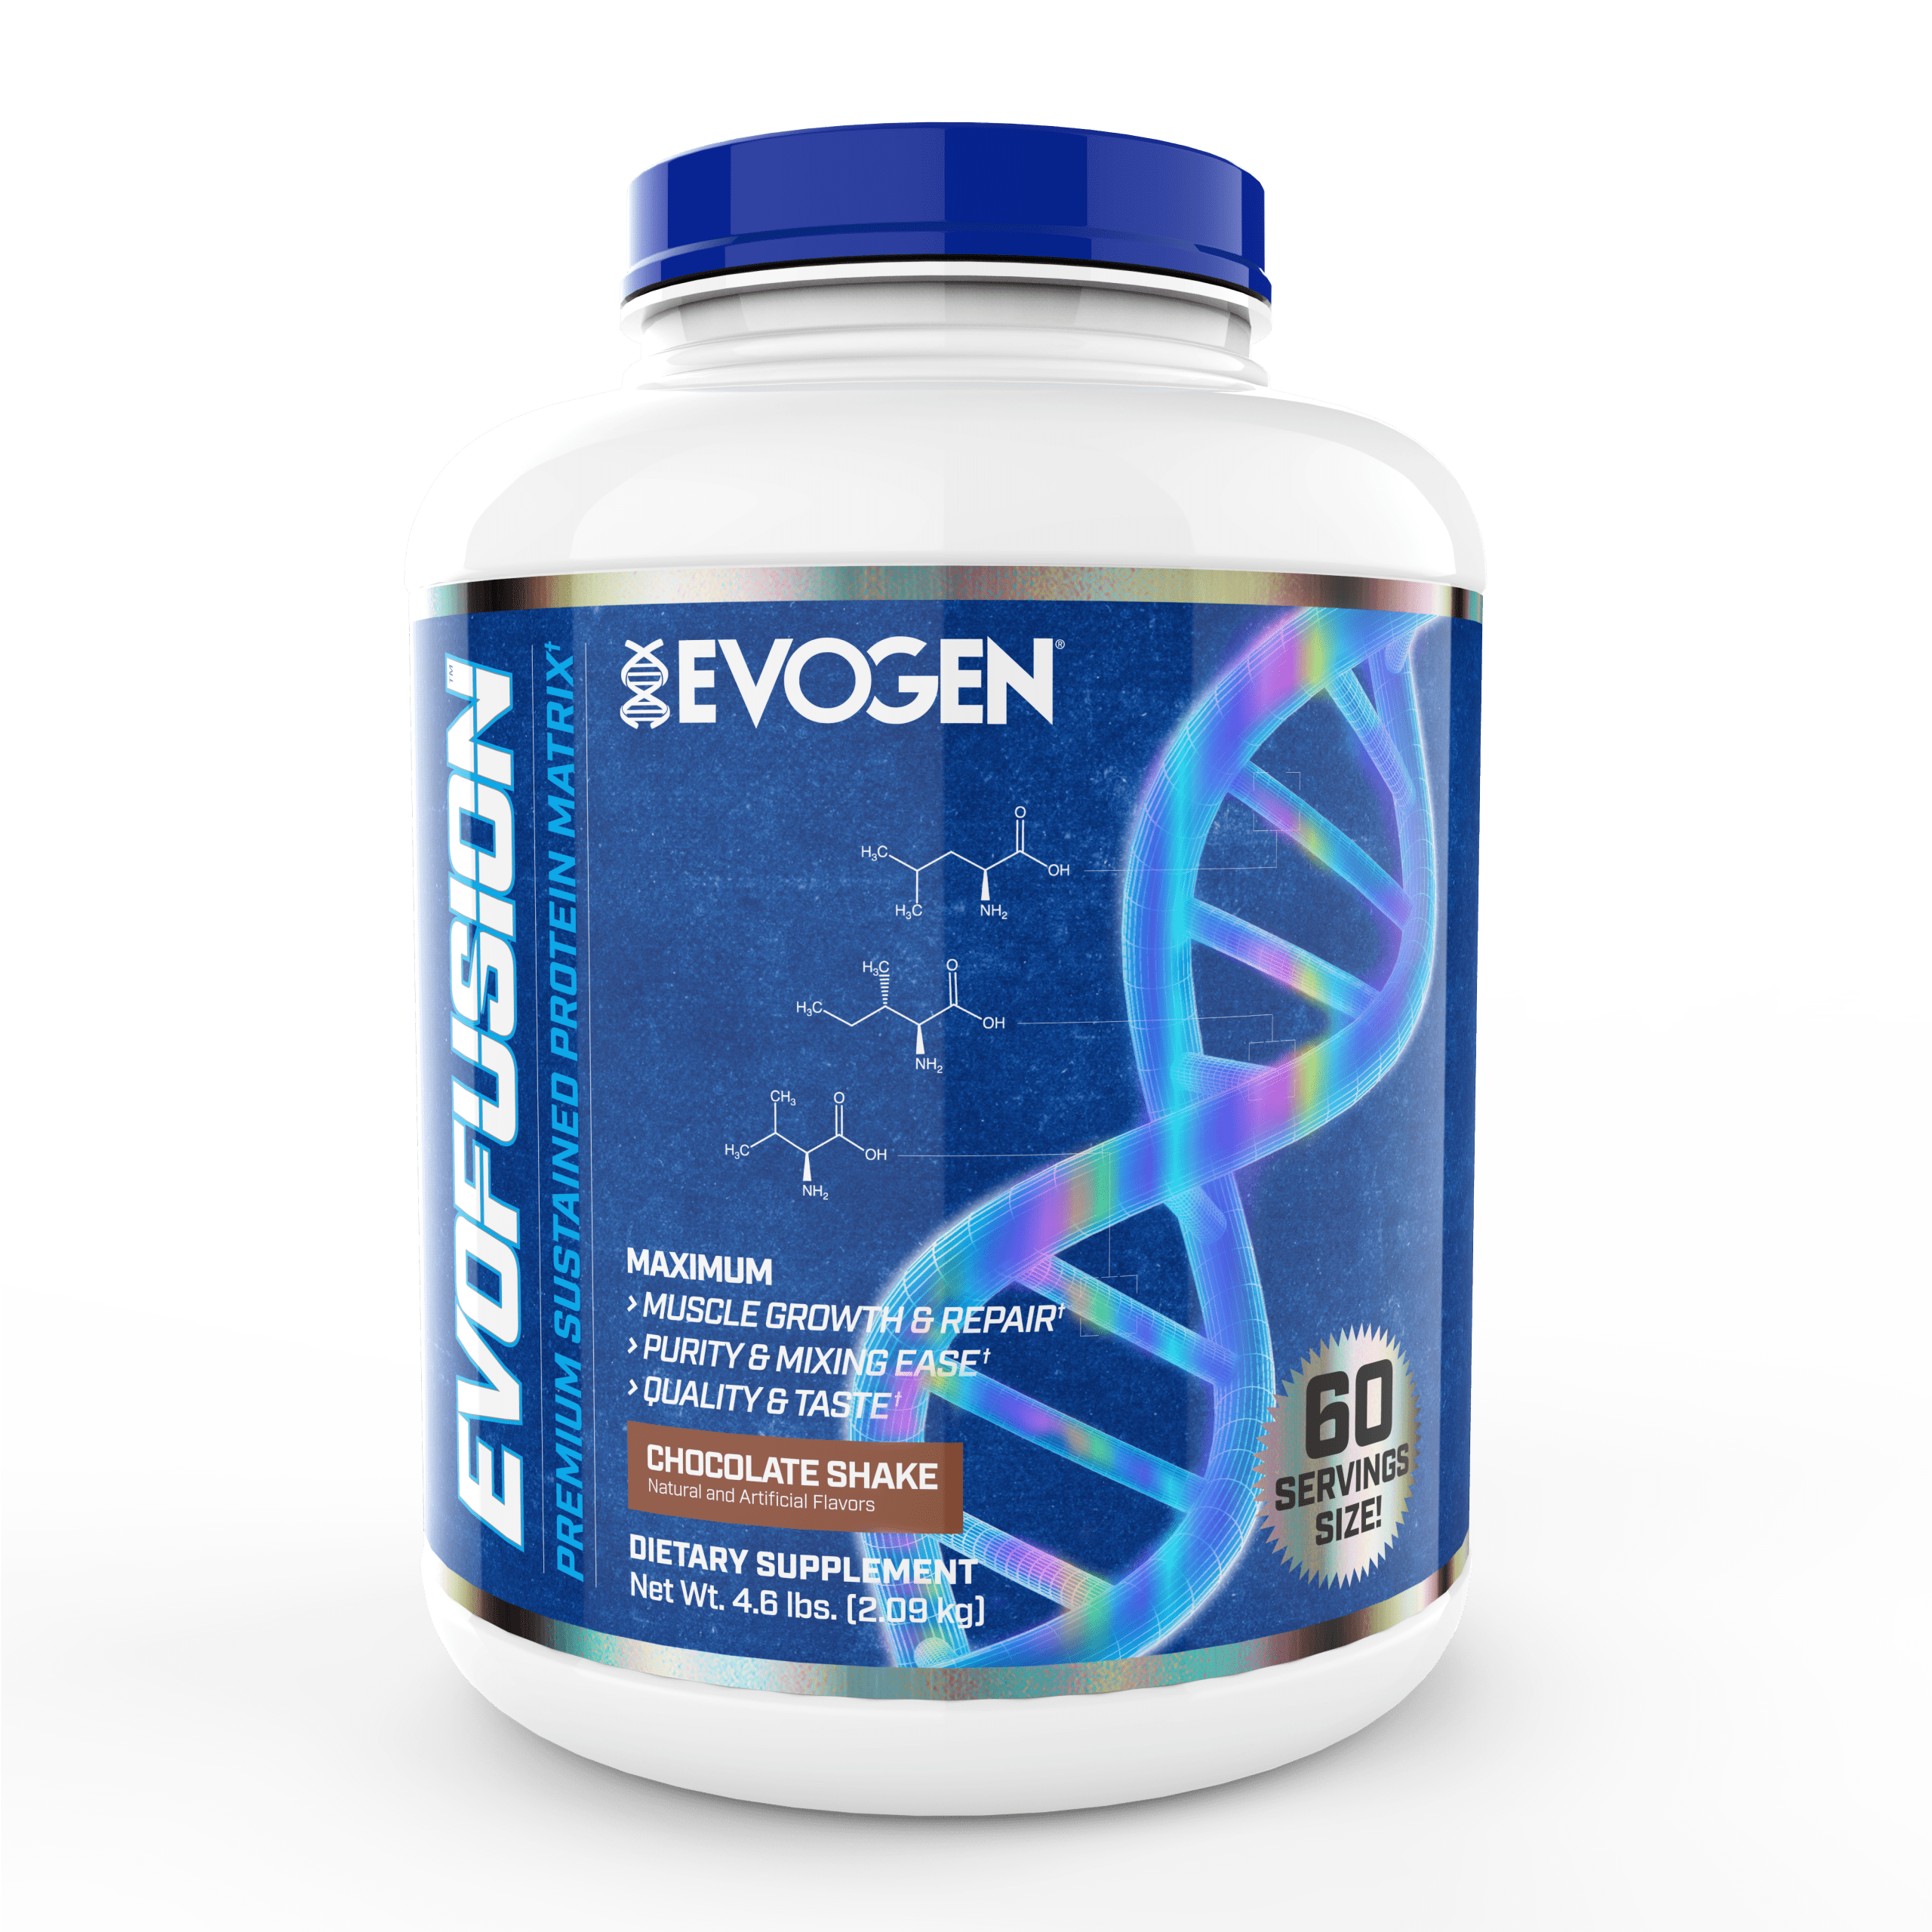 EVOFUSION™
PREMIUM SUSTAINED PROTEIN MATRIX†
EVOGEN®
O
H₃C
OH
H₃C
NH₂
H₃C
O
H₃C
OH
NH₂
CH₃
O
H₃C
OH
NH₂
MAXIMUM
› MUSCLE GROWTH & REPAIR†
› PURITY & MIXING EASE†
› QUALITY & TASTE†
CHOCOLATE SHAKE
Natural and Artificial Flavors
DIETARY SUPPLEMENT
Net Wt. 4.6 lbs. (2.09 kg)
60
SERVINGS
SIZE!